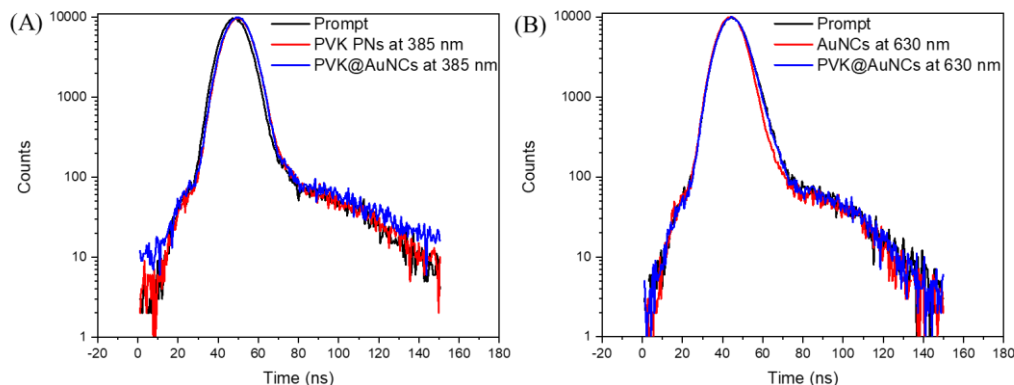 (A)
Prompt
PVK PNs at 385 nm
PVK@AuNCs at 385 nm
10000
1000
100
10
1
Counts
-20 0 20 40 60 80 100 120 140 160 180
Time (ns)
(B)
Prompt
AuNCs at 630 nm
PVK@AuNCs at 630 nm
10000
1000
100
10
1
Counts
-20 0 20 40 60 80 100 120 140 160 180
Time (ns)